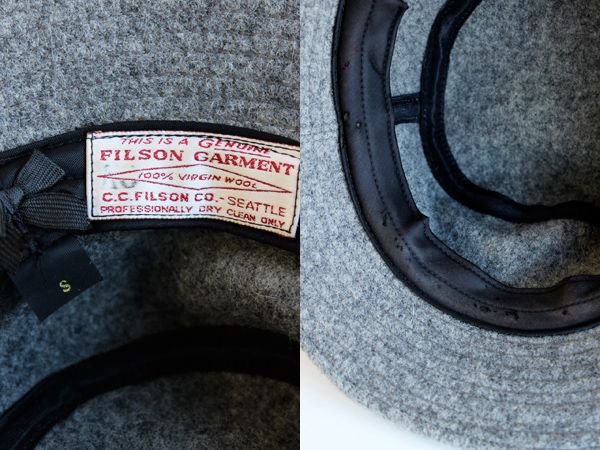 THIS IS A GENUINE
FILSON GARMENT
100% VIRGIN WOOL
C.C. FILSON CO.-SEATTLE
PROFESSIONALLY DRY CLEAN ONLY
S